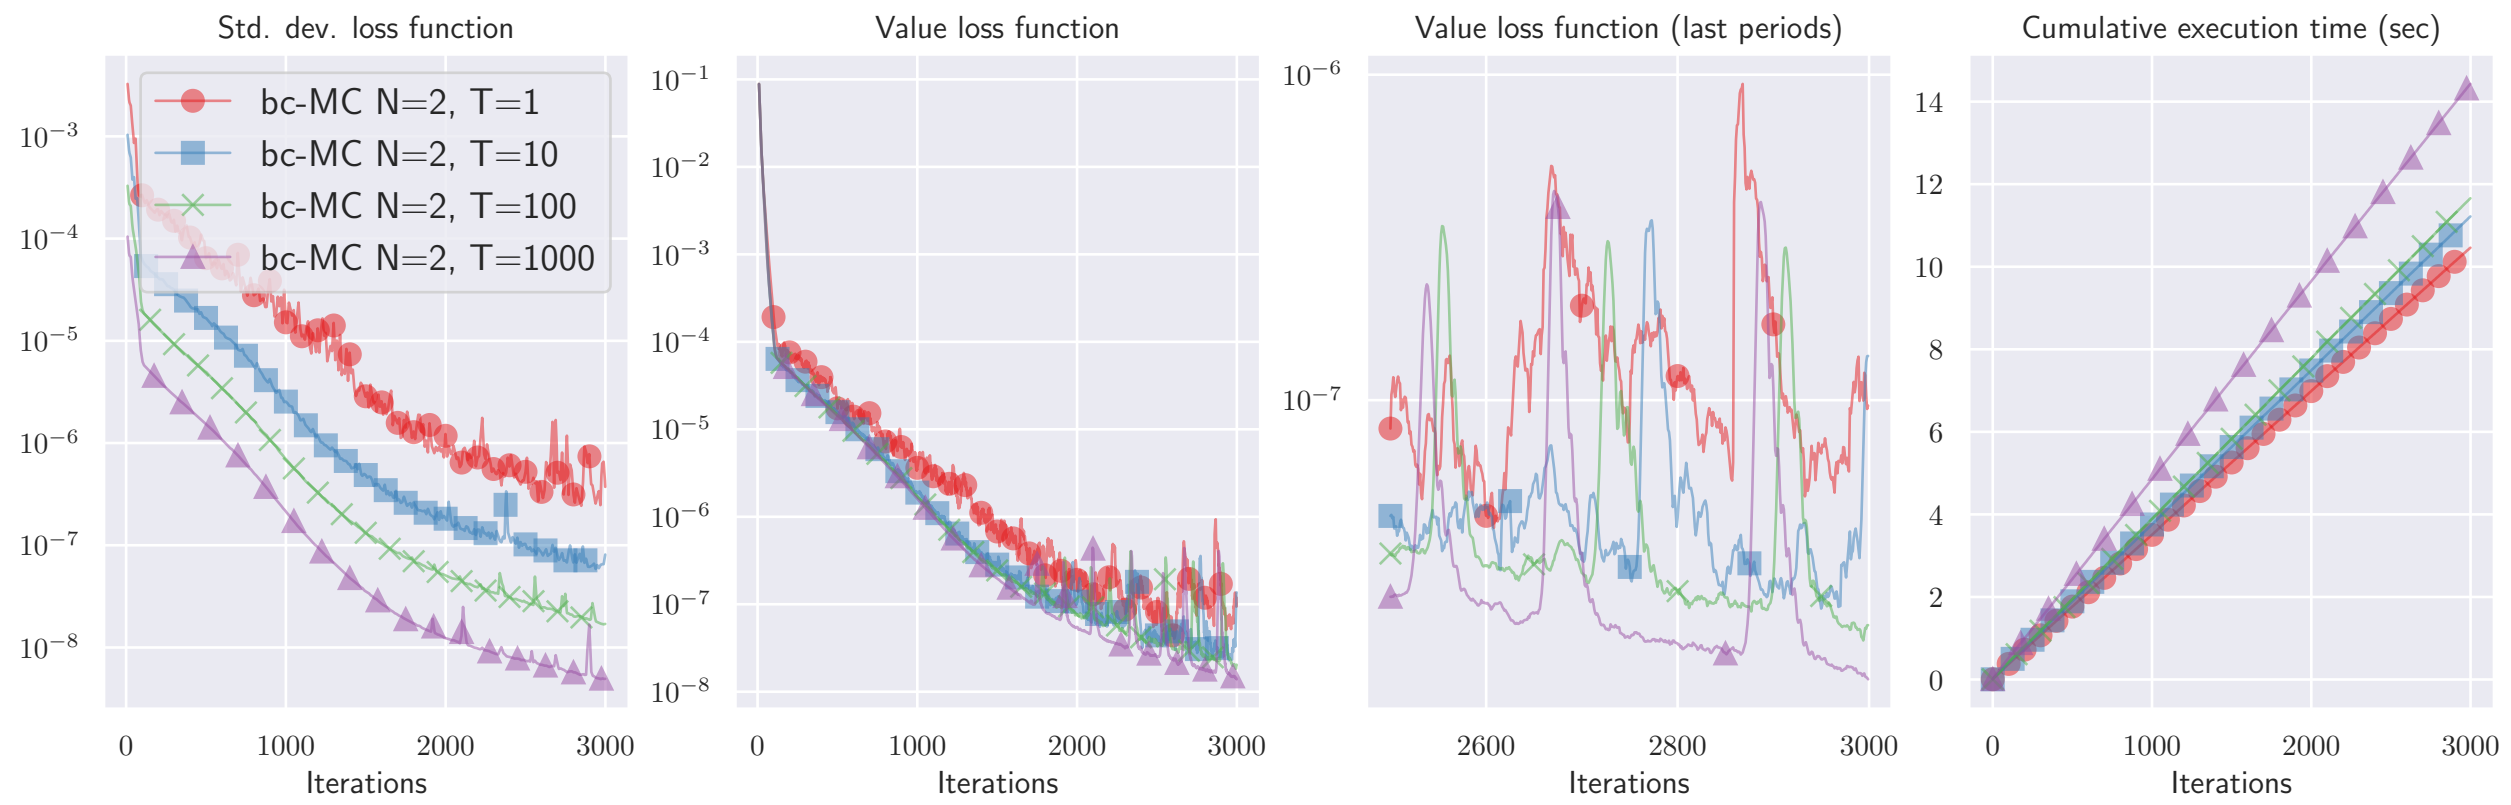 Std. dev. loss function
10⁻³
10⁻⁴
10⁻⁵
10⁻⁶
10⁻⁷
10⁻⁸
bc-MC N=2, T=1
bc-MC N=2, T=10
bc-MC N=2, T=100
bc-MC N=2, T=1000
0 1000 2000 3000
Iterations
Value loss function
10⁻¹
10⁻²
10⁻³
10⁻⁴
10⁻⁵
10⁻⁶
10⁻⁷
10⁻⁸
0 1000 2000 3000
Iterations
Value loss function (last periods)
10⁻⁶
10⁻⁷
2600 2800 3000
Iterations
Cumulative execution time (sec)
14
12
10
8
6
4
2
0
0 1000 2000 3000
Iterations